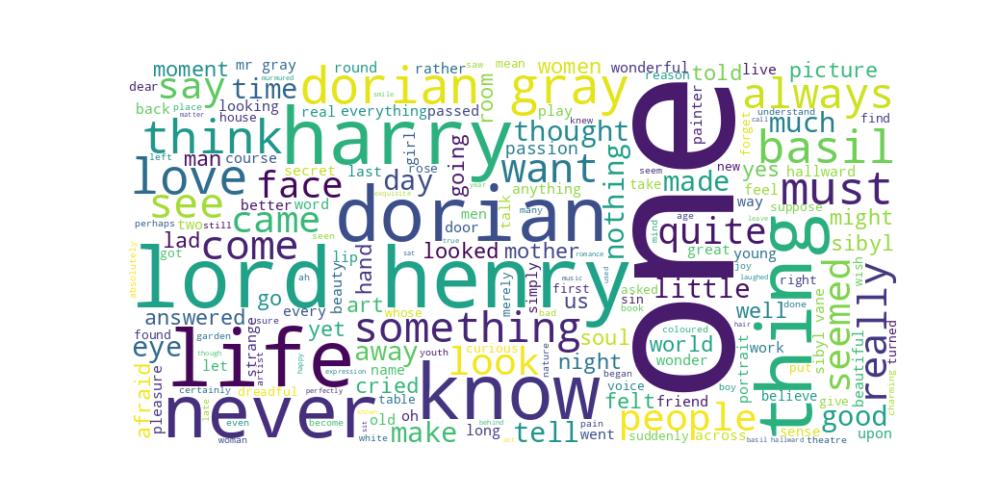 moment
mr gray
round
rather
saw
mean
women
wonderful
reason
told
live
picture
dear
say
time
murmured
dorian gray
smile
room
always
back
place
matter
looking
house
real
everything
passed
play
knew
painter
forget
call
understand
find
think
harry
thought
much
basil
man
course
girl
passion
want
nothing
seem
new
yes
hallward
left
love
secret
last
rose
going
year
anything
take
made
way
feel
face
day
exquisite
better
word
men
talk
many
age
mind
suppose
leave
must
see
two
still
perhaps
came
seen
dorian
door
true
quite
might
lad
come
lip
hand
looked
mother
romance
sat
great
young
sibyl
absolutely
got
lord henry
ah
beauty
music
used
joy
laughed
one
thing
wish
go
art
merely
simply
first
us
asked
sin
book
little
right
seemed
really
answered
every
whose
bad
well
done
sibyl vane
beautiful
turned
found
garden
strange
artist
yet
something
soul
coloured
world
hair
portrait
work
eye
life
though
let
happy
away
youth
look
curious
nature
night
wonder
put
afraid
pleasure
certainly
dreadful
expression
perfectly
name
cried
know
began
voice
boy
believe
give
charming
never
late
table
felt
friend
good
even
become
sit
old
oh
behind
pain
people
sense
woman
white
make
long
act
tell
went
suddenly
across
basil hallward
theatre
upon